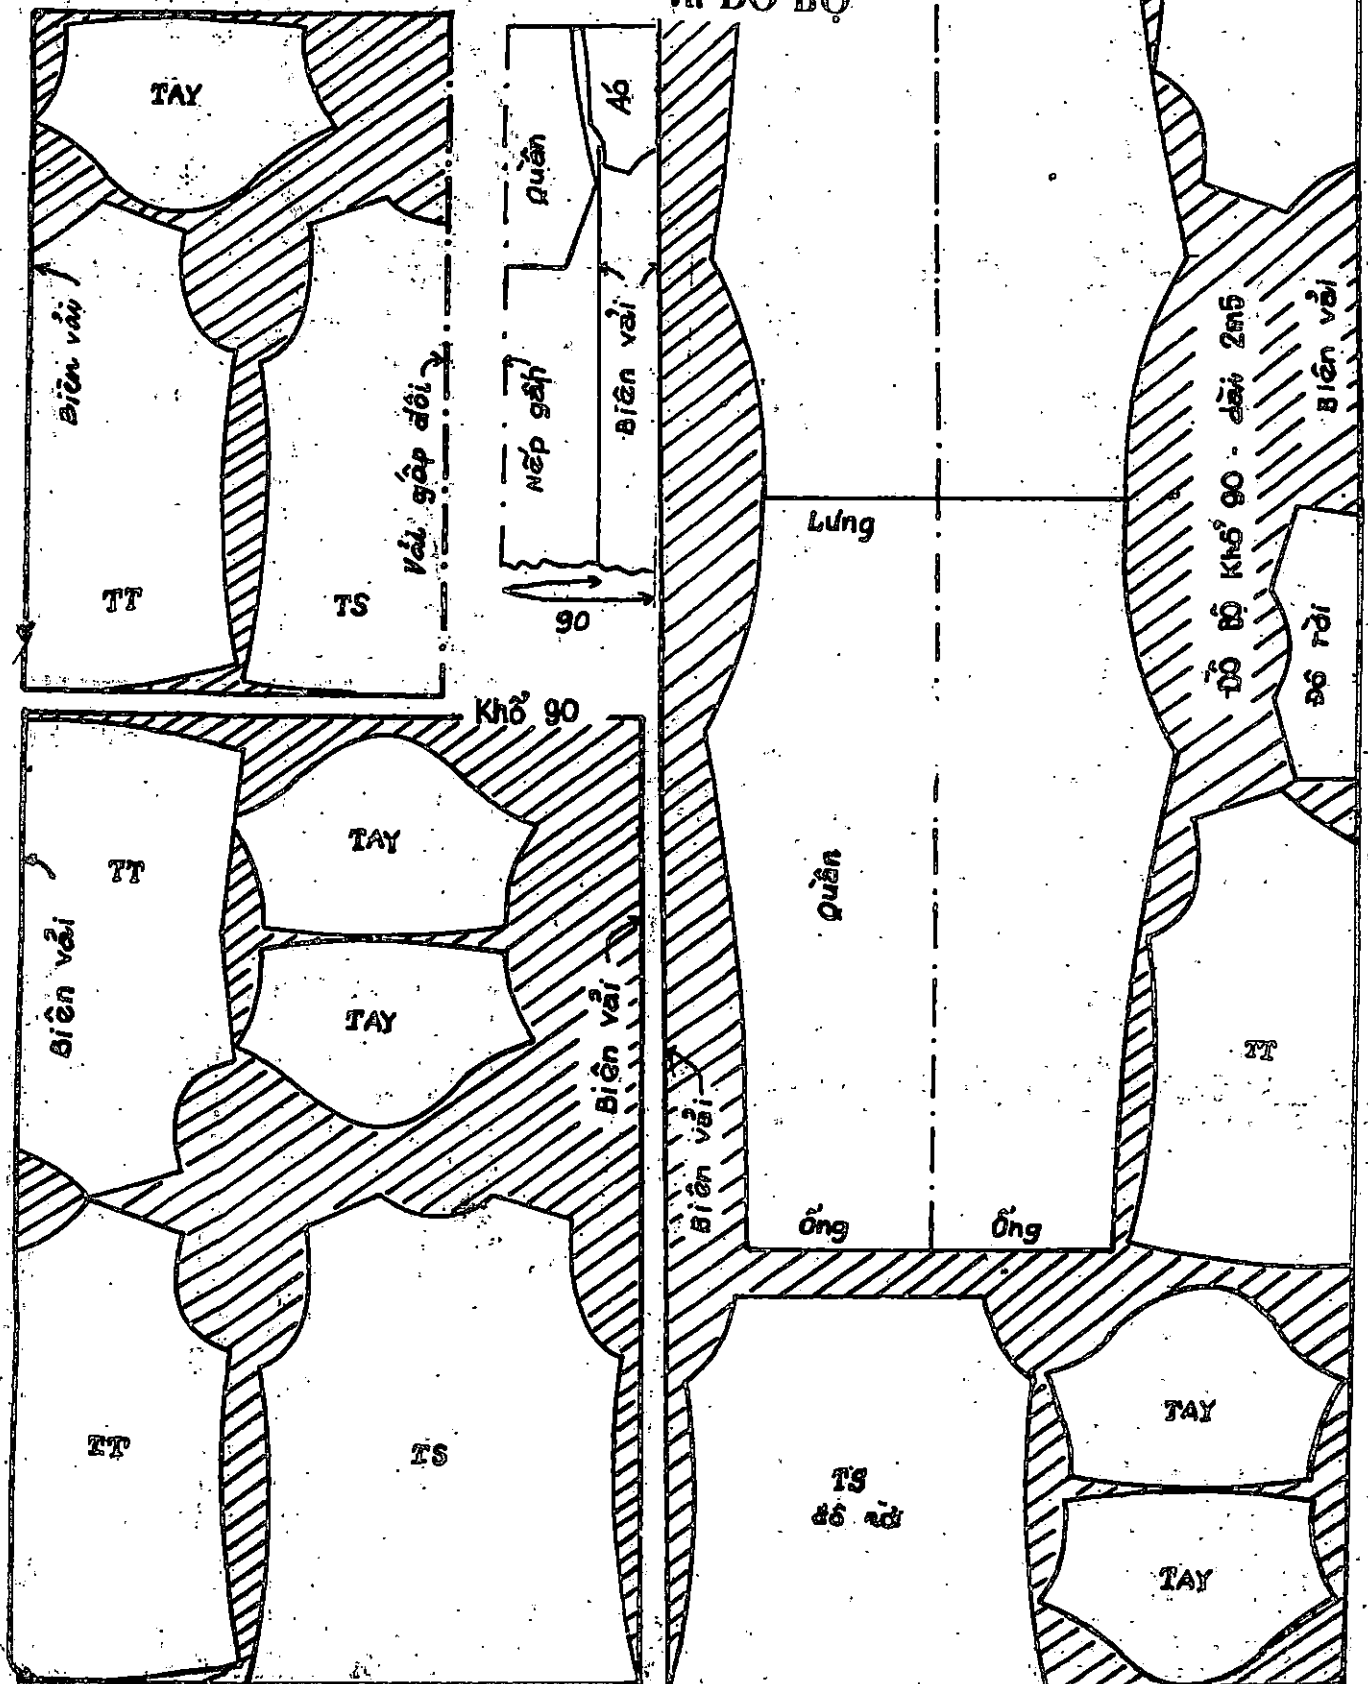 ĐỒ BỘ
TAY
Biên vải
Vải gấp đôi
TT
TS
Quần
Áo
Nếp gấp
Biên vải
90
Khổ 90
TT
Biên vải
TAY
TAY
Biên vải
TT
TS
Lưng
Quần
Ống
Ống
Biên vải
ĐỒ BỘ Khổ 90 - dài 2m5
Biên vải
Đô rời
TT
TS
đô rời
TAY
TAY